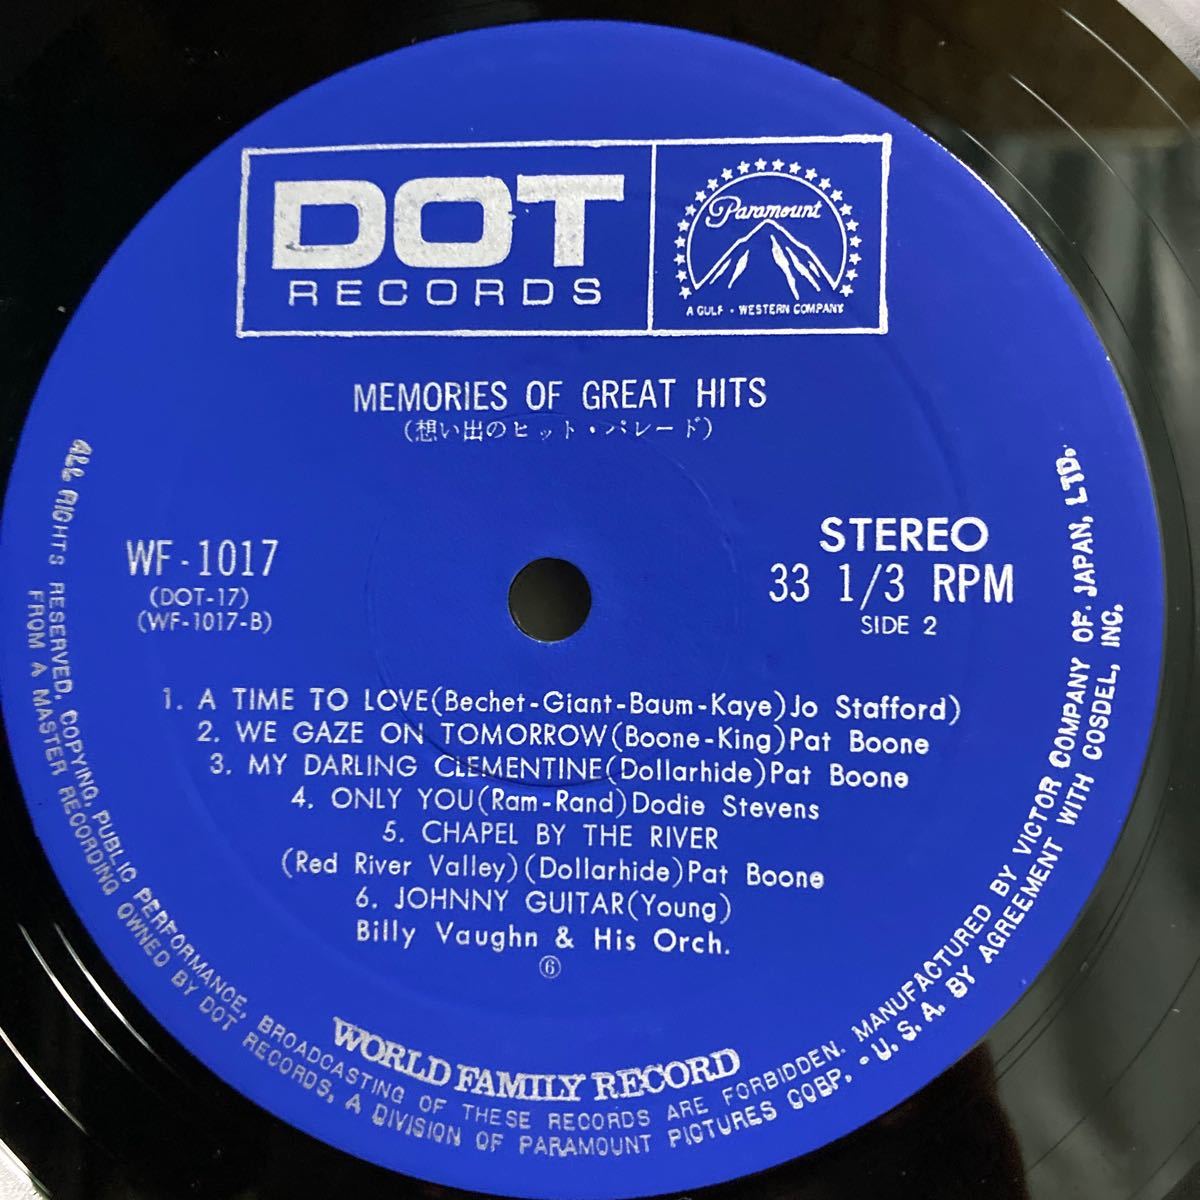 DOT
RECORDS
Paramount
A GULF + WESTERN COMPANY
MEMORIES OF GREAT HITS
(想い出のヒット・パレード)
WF-1017
(DOT-17)
(WF-1017-B)
STEREO
33 1/3 RPM
SIDE 2
1. A TIME TO LOVE(Bechet-Giant-Baum-Kaye)Jo Stafford)
2. WE GAZE ON TOMORROW(Boone-King)Pat Boone
3. MY DARLING CLEMENTINE(Dollarhide)Pat Boone
4. ONLY YOU(Ram-Rand)Dodie Stevens
5. CHAPEL BY THE RIVER
(Red River Valley)(Dollarhide)Pat Boone
6. JOHNNY GUITAR(Young)
Billy Vaughn & His Orch.
⑥
WORLD FAMILY RECORD
ALL RIGHTS RESERVED, COPYING, PUBLIC PERFORMANCE, BROADCASTING OF THESE RECORDS ARE FORBIDDEN. MANUFACTURED BY VICTOR COMPANY OF JAPAN, LTD.
FROM A MASTER RECORDING OWNED BY DOT RECORDS, A DIVISION OF PARAMOUNT PICTURES CORP. - U. S. A. BY AGREEMENT WITH COSDEL, INC.